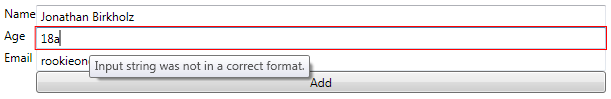 Name Jonathan Birkholz
Age 18a
Email rookieon
Input string was not in a correct format.
Add